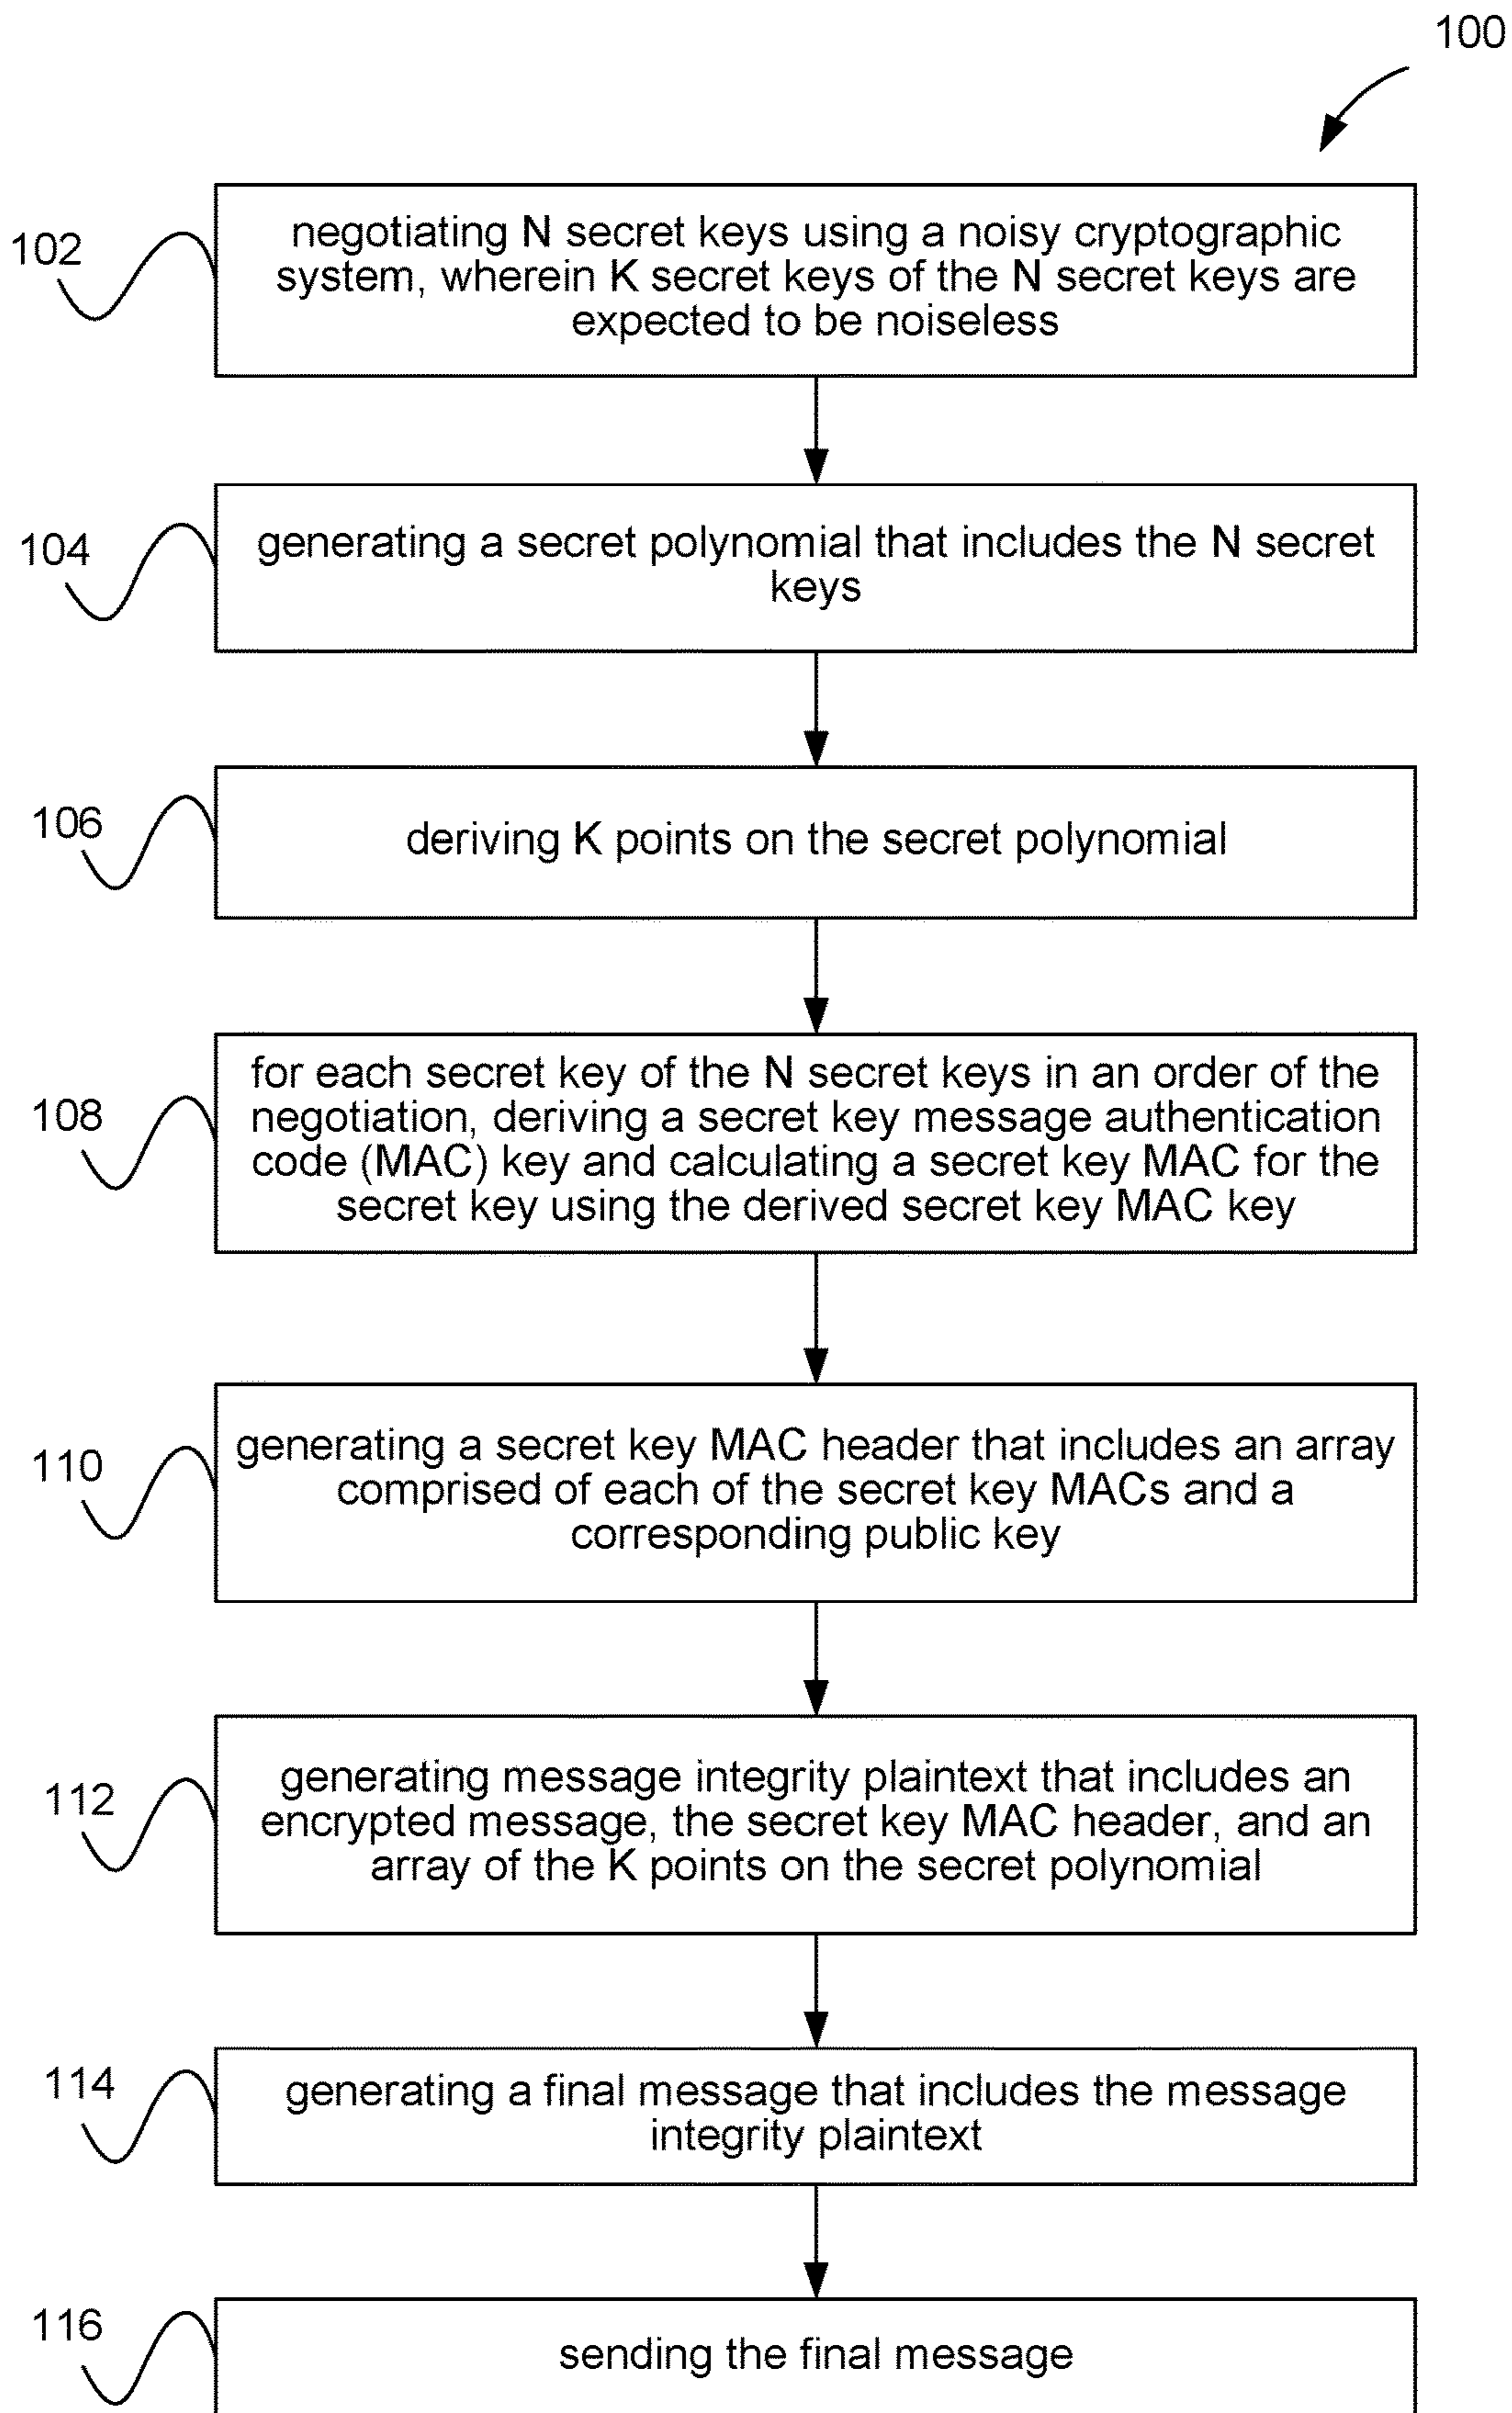 100
102
negotiating N secret keys using a noisy cryptographic
system, wherein K secret keys of the N secret keys are
expected to be noiseless
104
generating a secret polynomial that includes the N secret
keys
106
deriving K points on the secret polynomial
108
for each secret key of the N secret keys in an order of the
negotiation, deriving a secret key message authentication
code (MAC) key and calculating a secret key MAC for the
secret key using the derived secret key MAC key
110
generating a secret key MAC header that includes an array
comprised of each of the secret key MACs and a
corresponding public key
112
generating message integrity plaintext that includes an
encrypted message, the secret key MAC header, and an
array of the K points on the secret polynomial
114
generating a final message that includes the message
integrity plaintext
116
sending the final message